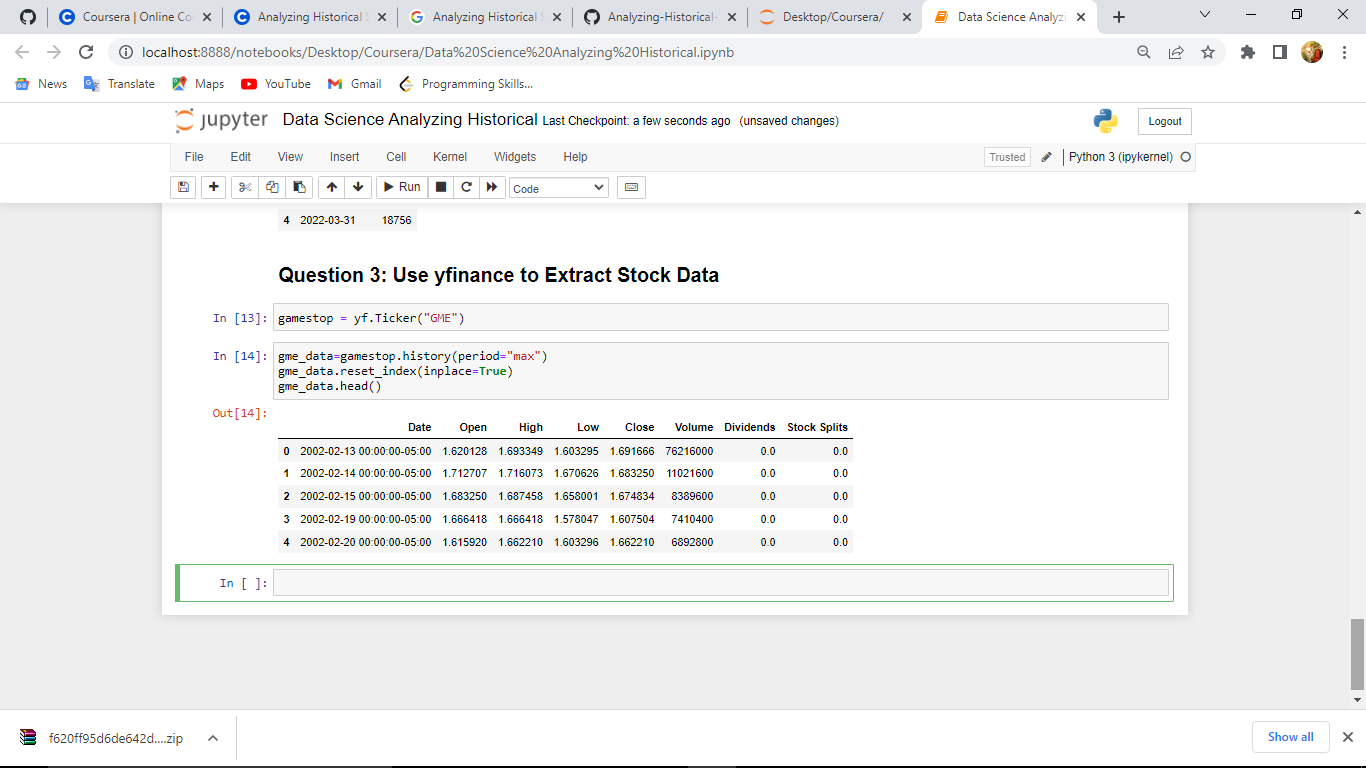 Coursera | Online Co
Analyzing Historical S
Analyzing Historical S
Analyzing-Historical-
Desktop/Coursera/
Data Science Analyzi
localhost:8888/notebooks/Desktop/Coursera/Data%20Science%20Analyzing%20Historical.ipynb
News Translate Maps YouTube Gmail Programming Skills...
jupyter Data Science Analyzing Historical Last Checkpoint: a few seconds ago (unsaved changes) Logout
File Edit View Insert Cell Kernel Widgets Help Trusted Python 3 (ipykernel)
Run Code
4 2022-03-31 18756
Question 3: Use yfinance to Extract Stock Data
In [13]: gamestop = yf.Ticker("GME")
In [14]: gme_data=gamestop.history(period="max")
gme_data.reset_index(inplace=True)
gme_data.head()
Out[14]:
Date Open High Low Close Volume Dividends Stock Splits
0 2002-02-13 00:00:00-05:00 1.620128 1.693349 1.603295 1.691666 76216000 0.0 0.0
1 2002-02-14 00:00:00-05:00 1.712707 1.716073 1.670626 1.683250 11021600 0.0 0.0
2 2002-02-15 00:00:00-05:00 1.683250 1.687458 1.658001 1.674834 8389600 0.0 0.0
3 2002-02-19 00:00:00-05:00 1.666418 1.666418 1.578047 1.607504 7410400 0.0 0.0
4 2002-02-20 00:00:00-05:00 1.615920 1.662210 1.603296 1.662210 6892800 0.0 0.0
In [ ]:
f620ff95d6de642d....zip Show all